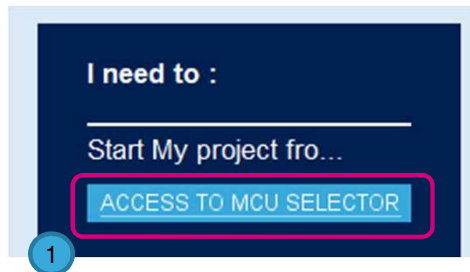 I need to :
Start My project fro...
ACCESS TO MCU SELECTOR
1